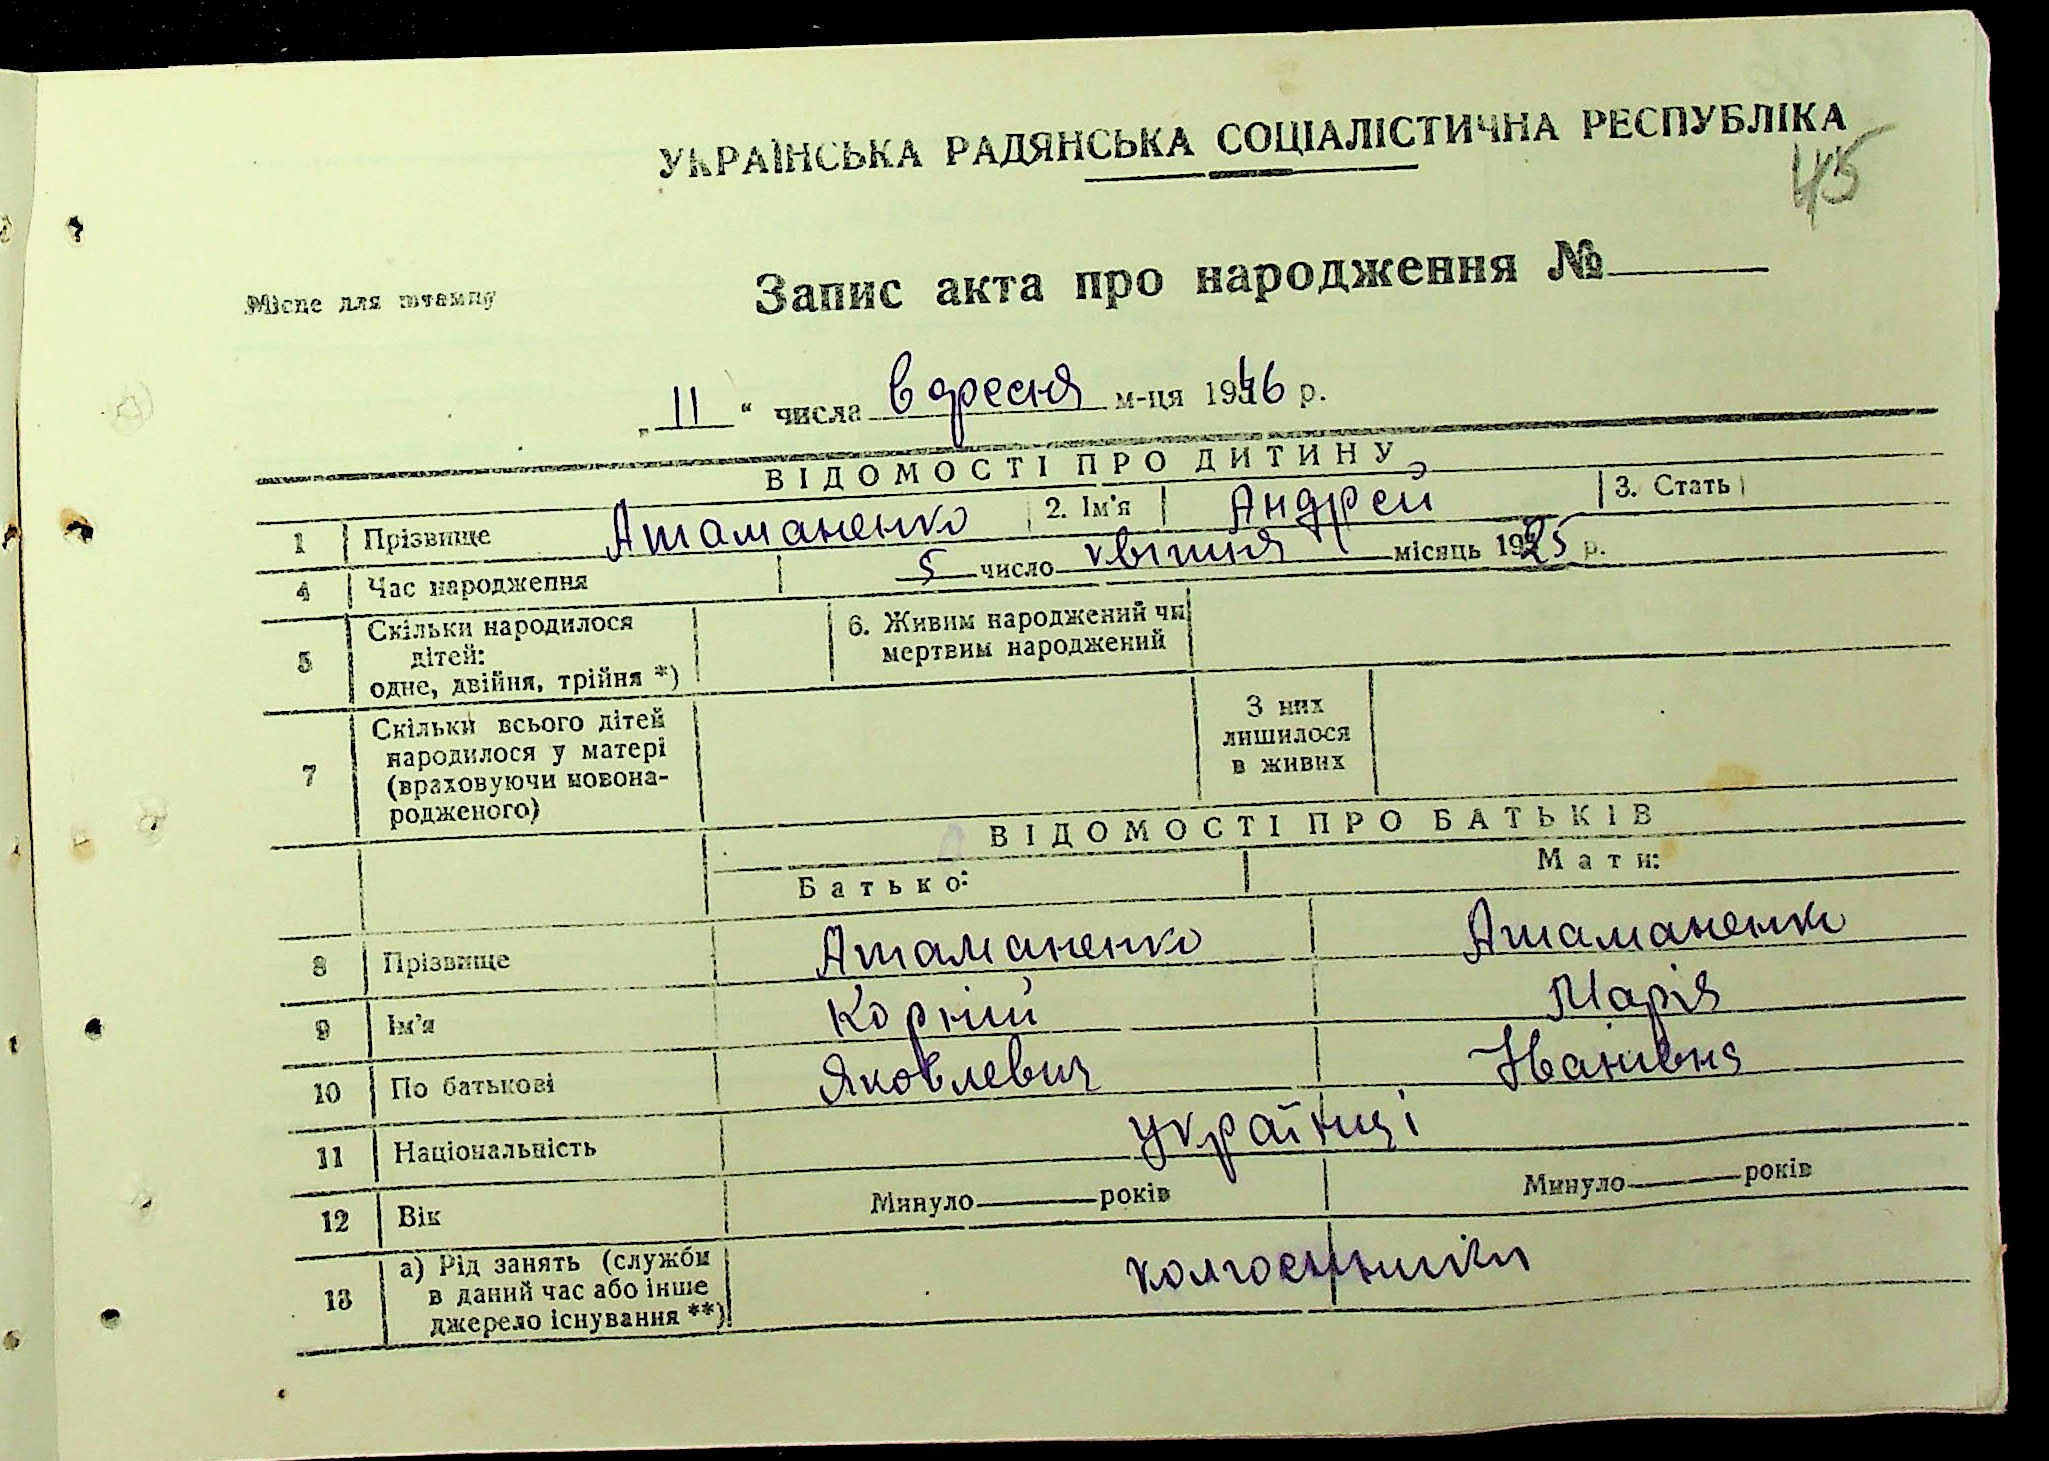 УКРАЇНСЬКА РАДЯНСЬКА СОЦІАЛІСТИЧНА РЕСПУБЛІКА
45
Місце для штампу
Запис акта про народження №
„11“ числа вересня м-ця 1946 р.
ВІДОМОСТІ ПРО ДИТИНУ
1 Прізвище Атаманенко 2. Ім'я Андрей 3. Стать
4 Час народження 5 число квітня місяць 1925 р.
5 Скільки народилося дітей: одне, двійня, трійня *) 6. Живим народжений чи мертвим народжений
7 Скільки всього дітей народилося у матері (враховуючи новонародженого) З них лишилося в живих
ВІДОМОСТІ ПРО БАТЬКІВ
Батько: Мати:
8 Прізвище Атаманенко Атаманенко
9 Ім'я Корній Марія
10 По батькові Яковлевич Іванівна
11 Національність українці
12 Вік Минуло років Минуло років
13 а) Рід занять (служби в даний час або інше джерело існування **) колгоспники